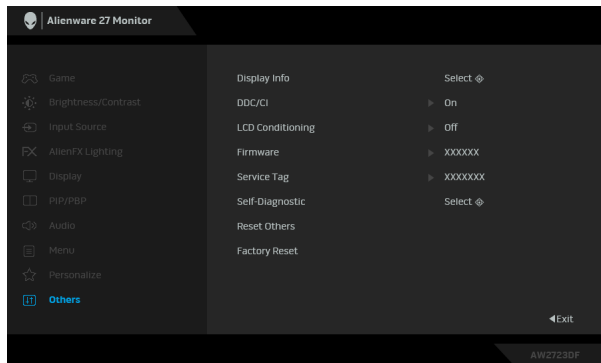 Alienware 27 Monitor
Game
Brightness/Contrast
Input Source
FX AlienFX Lighting
Display
PIP/PBP
Audio
Menu
Personalize
Others
Display Info Select
DDC/CI On
LCD Conditioning Off
Firmware XXXXXX
Service Tag XXXXXXX
Self-Diagnostic Select
Reset Others
Factory Reset
Exit
AW2723DF